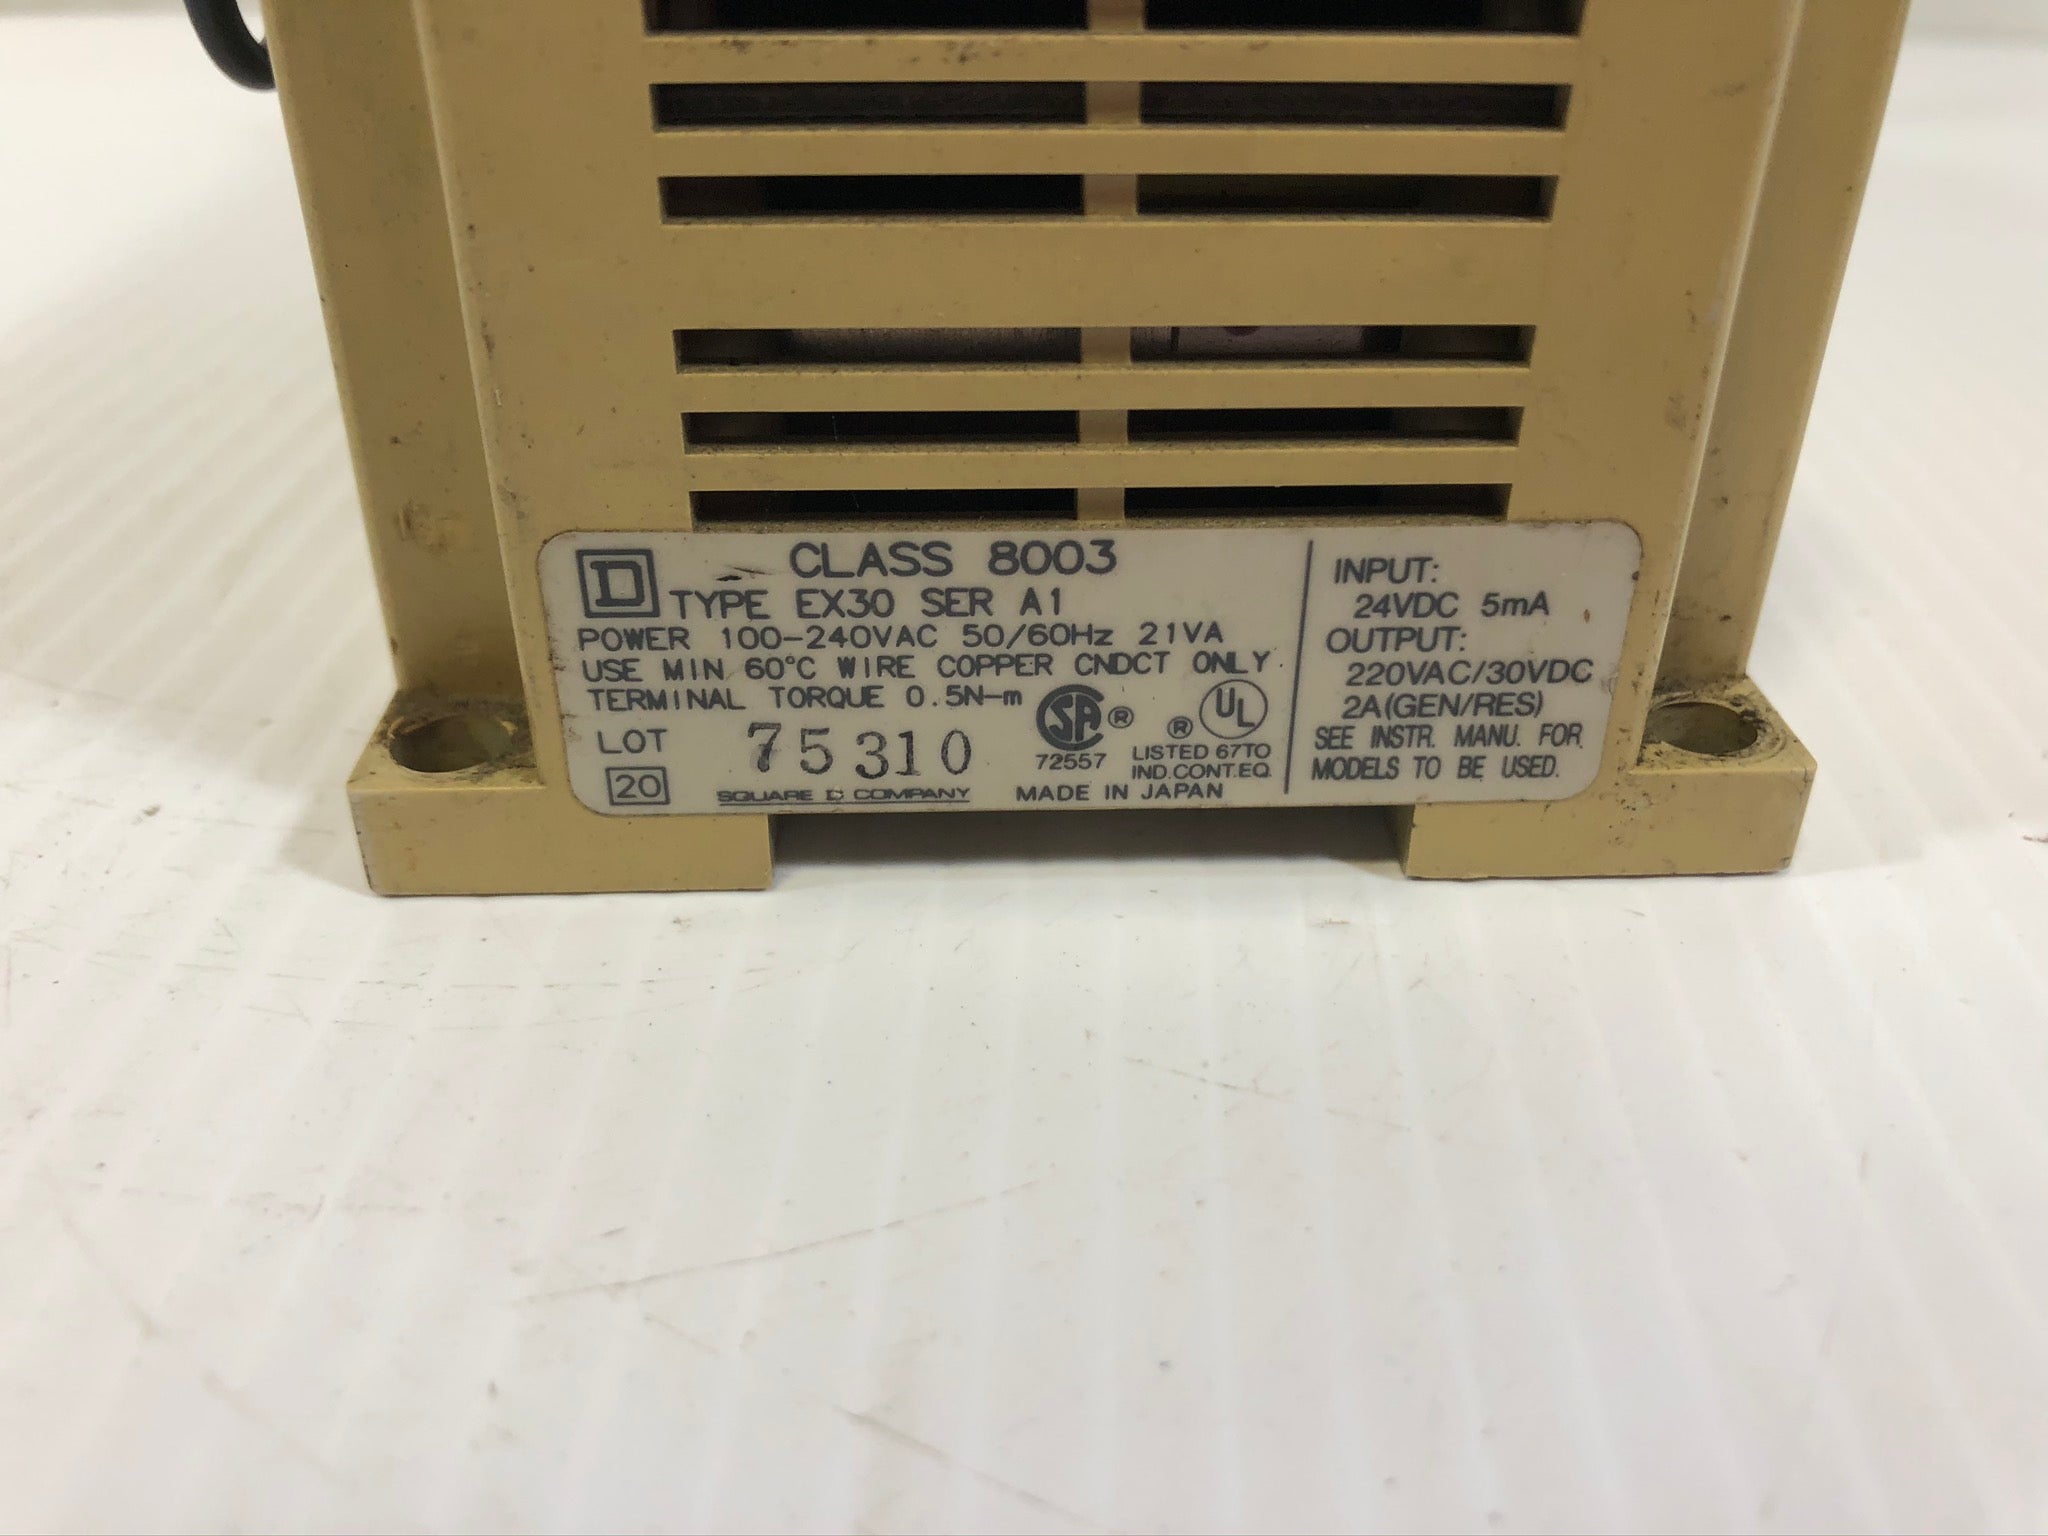 D
CLASS 8003
TYPE EX30 SER A1
POWER 100-240VAC 50/60Hz 21VA
USE MIN 60°C WIRE COPPER CNDCT ONLY.
TERMINAL TORQUE 0.5N-m
LOT 75310
20
SQUARE D COMPANY
SA ®
72557
® UL
LISTED 67TO
IND.CONT.EQ.
MADE IN JAPAN
INPUT:
24VDC 5mA
OUTPUT:
220VAC/30VDC
2A(GEN/RES)
SEE INSTR. MANU. FOR
MODELS TO BE USED.